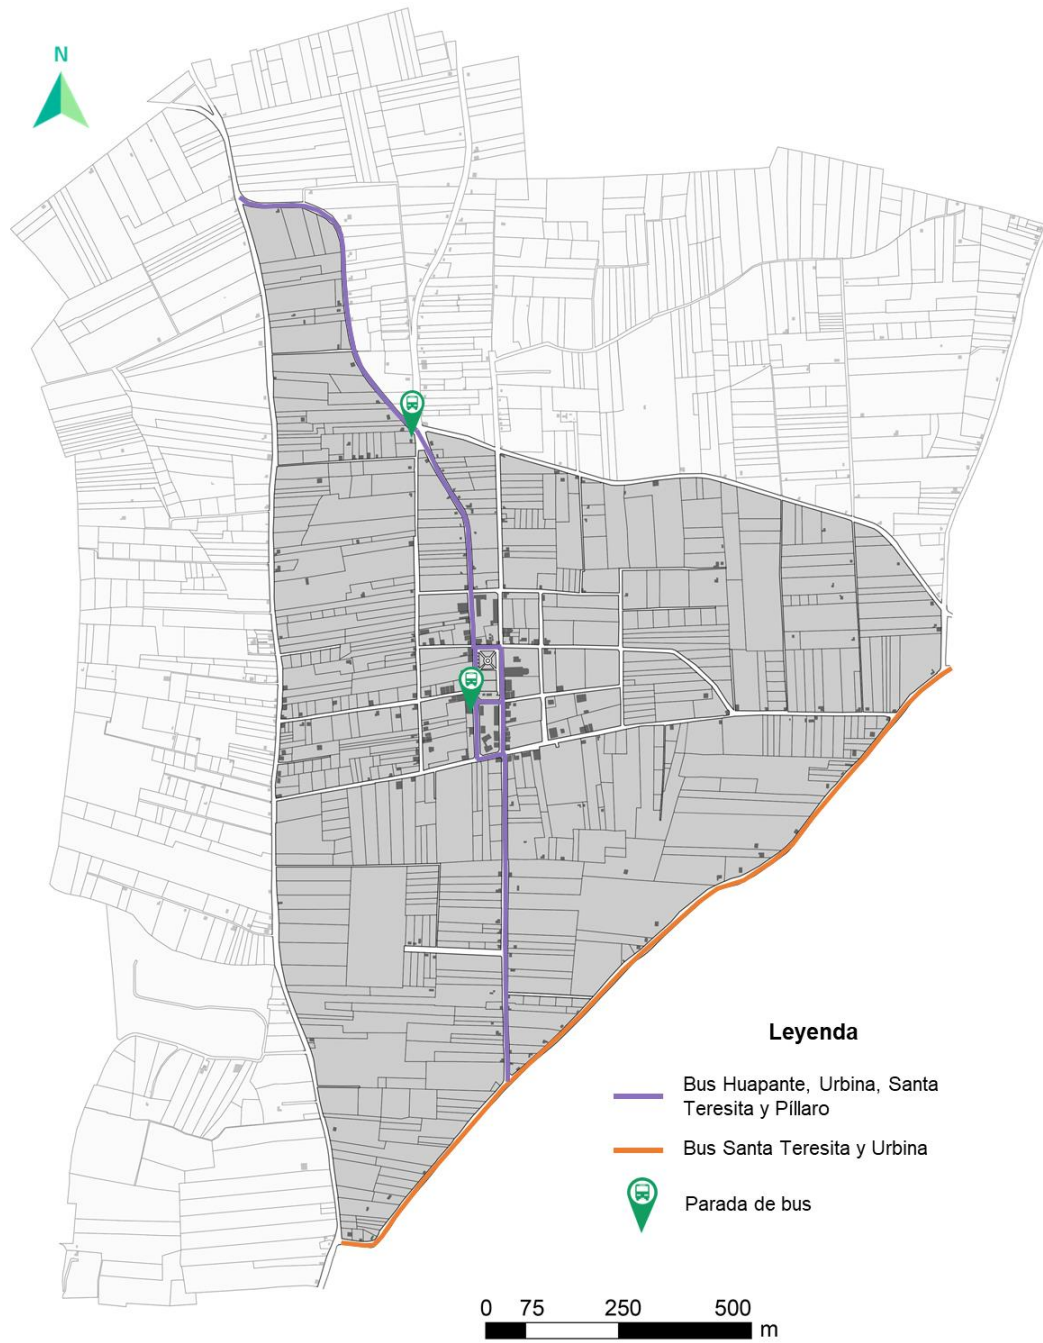 N
Leyenda
Bus Huapante, Urbina, Santa
Teresita y Píllaro
Bus Santa Teresita y Urbina
Parada de bus
0 75 250 500
m